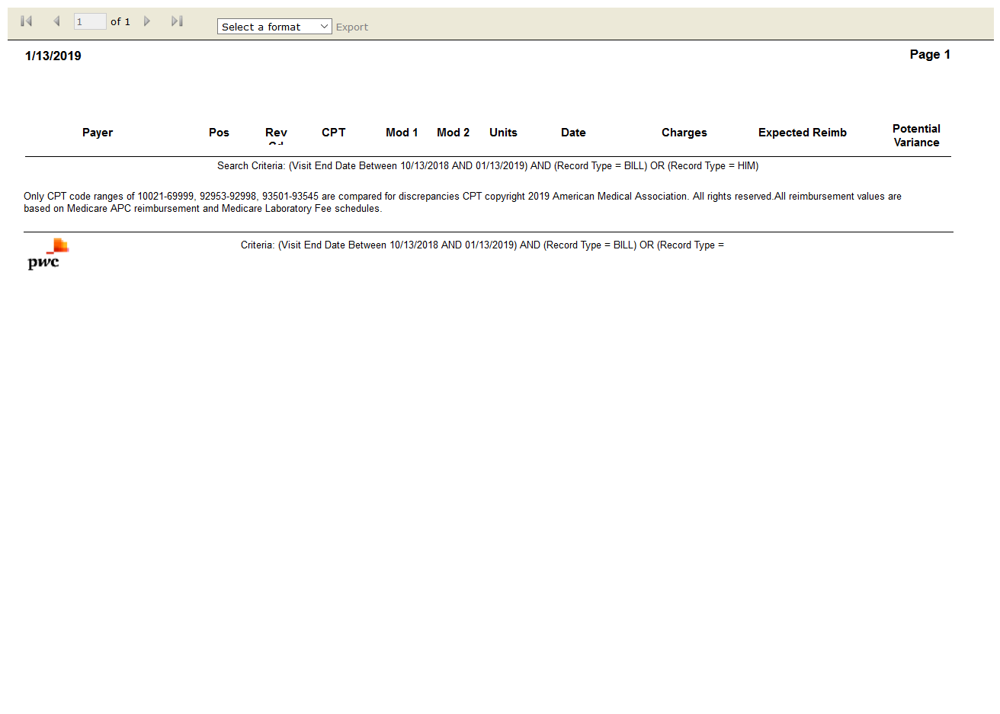 1 of 1 Select a format Export
1/13/2019 Page 1
Payer Pos Rev CPT Mod 1 Mod 2 Units Date Charges Expected Reimb Potential Variance
Search Criteria: (Visit End Date Between 10/13/2018 AND 01/13/2019) AND (Record Type = BILL) OR (Record Type = HIM)
Only CPT code ranges of 10021-69999, 92953-92998, 93501-93545 are compared for discrepancies CPT copyright 2019 American Medical Association. All rights reserved.All reimbursement values are
based on Medicare APC reimbursement and Medicare Laboratory Fee schedules.
Criteria: (Visit End Date Between 10/13/2018 AND 01/13/2019) AND (Record Type = BILL) OR (Record Type =
pwc